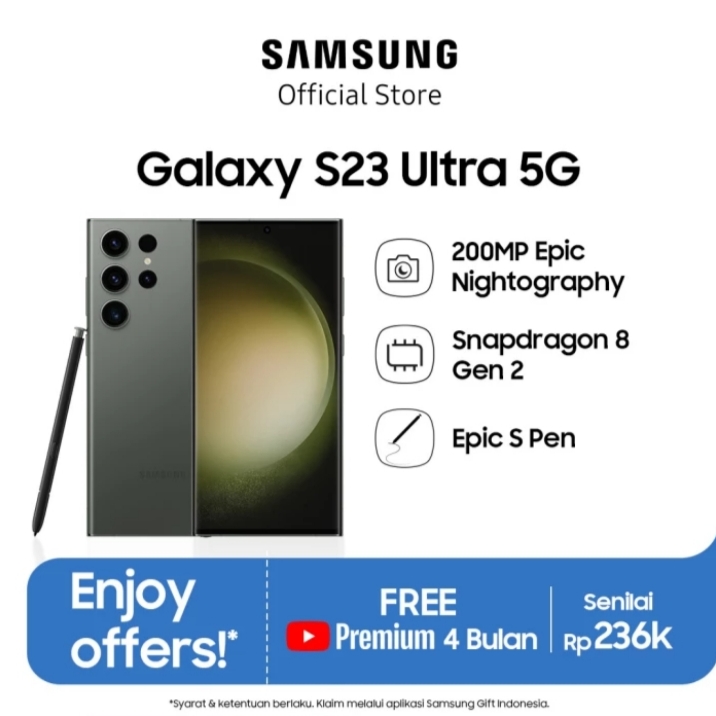 SAMSUNG
Official Store
Galaxy S23 Ultra 5G
200MP Epic
Nightography
Snapdragon 8
Gen 2
Epic S Pen
SAMSUNG
Enjoy
offers!*
FREE
Premium 4 Bulan
Senilai
Rp236k
*Syarat & ketentuan berlaku. Klaim melalui aplikasi Samsung Gift Indonesia.